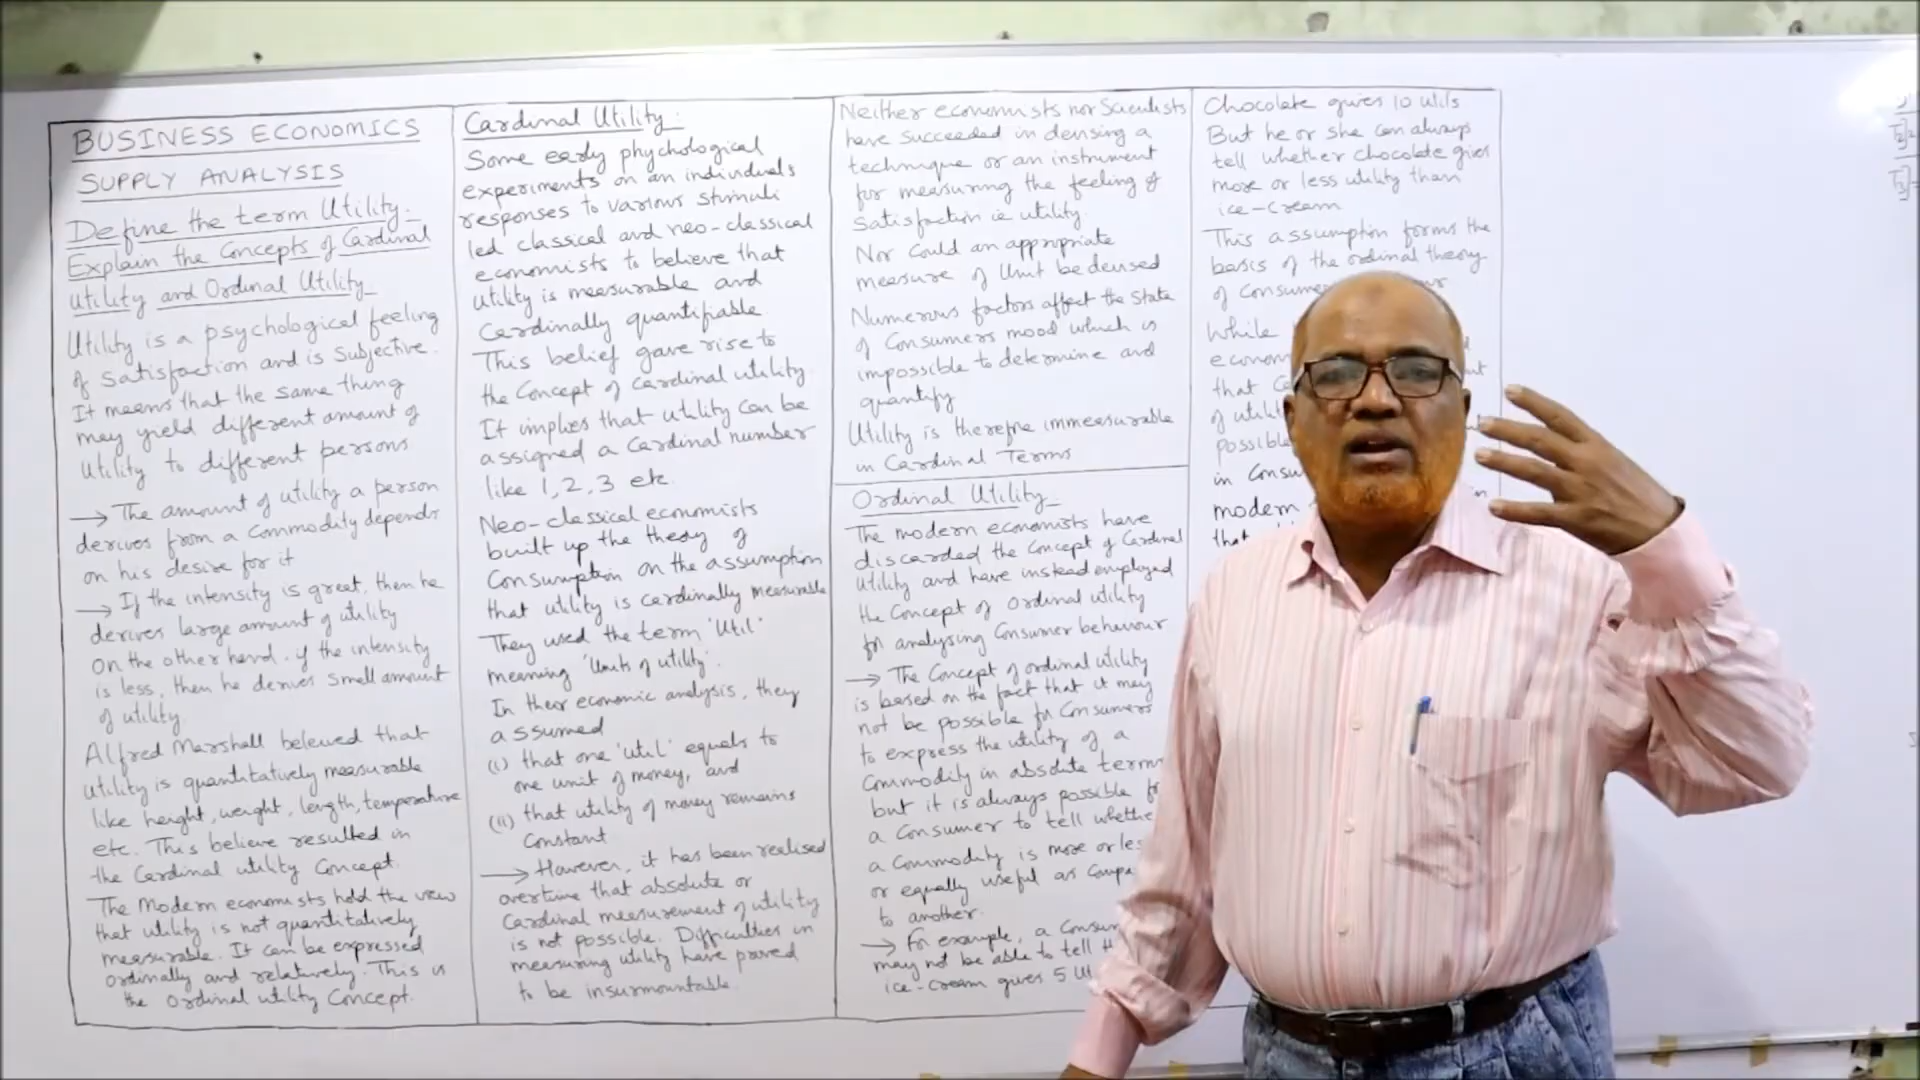 BUSINESS ECONOMICS
SUPPLY ANALYSIS
Define the term Utility.
Explain the Concepts of Cardinal
Utility and Ordinal Utility
Utility is a psychological feeling
of Satisfaction and is Subjective.
It means that the same thing
may yield different amount of
Utility to different persons
→ The amount of utility a person
derives from a Commodity depends
on his desire for it
→ If the intensity is great, then he
derives large amount of utility
on the other hand. if the intensity
is less, then he derives small amount
of utility.
Alfred Marshall believed that
utility is quantitatively measurable
like height, weight, length, temperature
etc. This believe resulted in
the Cardinal utility Concept.
The Modern economists hold the view
that utility is not quantitatively
measurable. It can be expressed
ordinally and relatively. This is
the Ordinal utility Concept.
Cardinal Utility:
Some early phychological
experiments on an individuals
responses to various stimuli
led classical and neo-classical
economists to believe that
utility is measurable and
Cardinally quantifiable
This belief gave rise to
the Concept of Cardinal utility.
It implies that utility can be
assigned a Cardinal number
like 1, 2, 3 etc.
Neo-classical economists
built up the theory of
Consumption on the assumption
that utility is cardinally measurable
They used the term 'Util'
meaning 'Units of utility'.
In their economic analysis, they
assumed
(i) that one 'util' equals to
one unit of money, and
(ii) that utility of money remains
Constant
→ However, it has been realised
overtime that absolute or
Cardinal measurement of utility
is not possible. Difficulties in
measuring utility have proved
to be insurmountable.
Neither economists nor Scientists
have succeeded in devising a
technique or an instrument
for measuring the feeling of
Satisfaction ie utility.
Nor Could an appropriate
measure of Unit be devised
Numerous factors affect the State
of Consumers mood which is
impossible to determine and
quantify
Utility is therefore immeasurable
in Cardinal Terms
Ordinal Utility
The modern economists have
discarded the Concept of Cardinal
Utility and have instead employed
the Concept of Ordinal utility
for analysing Consumer behaviour
→ The Concept of ordinal utility
is based on the fact that it may
not be possible for Consumers
to express the utility of a
Commodity in absolute terms
but it is always possible
a Consumer to tell
a Commodity is more or
or equally useful as
to another.
→ For example, a
may not be able to tell
ice-cream gives 5
Chocolate gives 10 utils
But he or she can always
tell whether chocolate gives
more or less utility than
ice-cream
This assumption forms the
basis of the ordinal theory
of
While
that
of
possible
in
modern
that